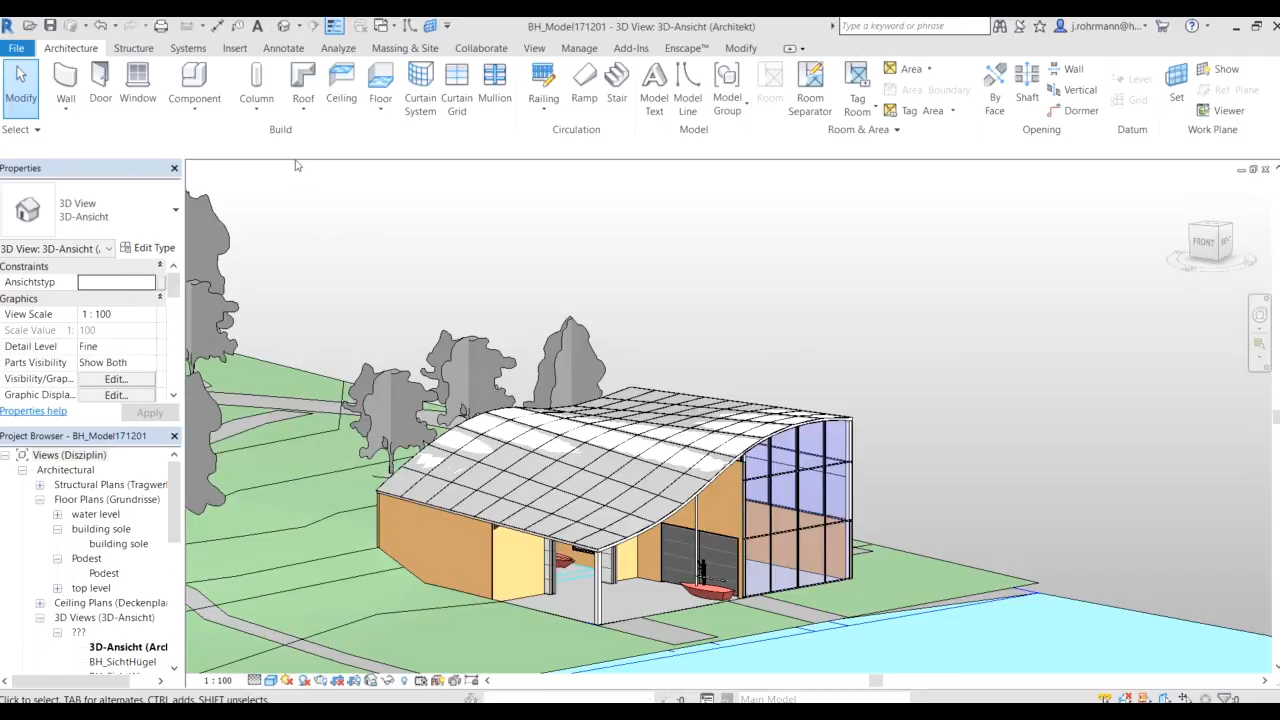 BH_Model171201 - 3D View: 3D-Ansicht (Architekt)
Type a keyword or phrase
j.rohrmann@h...
File Architecture Structure Systems Insert Annotate Analyze Massing & Site Collaborate View Manage Add-Ins Enscape™ Modify
Modify Wall Door Window Component Column Roof Ceiling Floor Curtain System Curtain Grid Mullion Railing Ramp Stair Model Text Model Line Model Group Room Room Separator Tag Room
Area
Area Boundary
Tag Area
By Face Shaft
Wall
Vertical
Dormer
Level
Grid
Set
Show
Ref Plane
Viewer
Select Build Circulation Model Room & Area Opening Datum Work Plane
Properties
3D View
3D-Ansicht
3D View: 3D-Ansicht (, Edit Type
Constraints
Ansichtstyp
Graphics
View Scale 1 : 100
Scale Value 1: 100
Detail Level Fine
Parts Visibility Show Both
Visibility/Grap... Edit...
Graphic Displa... Edit...
Properties help Apply
Project Browser - BH_Model171201
Views (Disziplin)
Architectural
Structural Plans (Tragwer
Floor Plans (Grundrisse)
water level
building sole
building sole
Podest
Podest
top level
Ceiling Plans (Deckenpla
3D Views (3D-Ansicht)
???
3D-Ansicht (Arcl
BH_SichtHügel
FRONT
1 : 100
Click to select, TAB for alternates, CTRL adds, SHIFT unselects.
:0
Main Model
:0